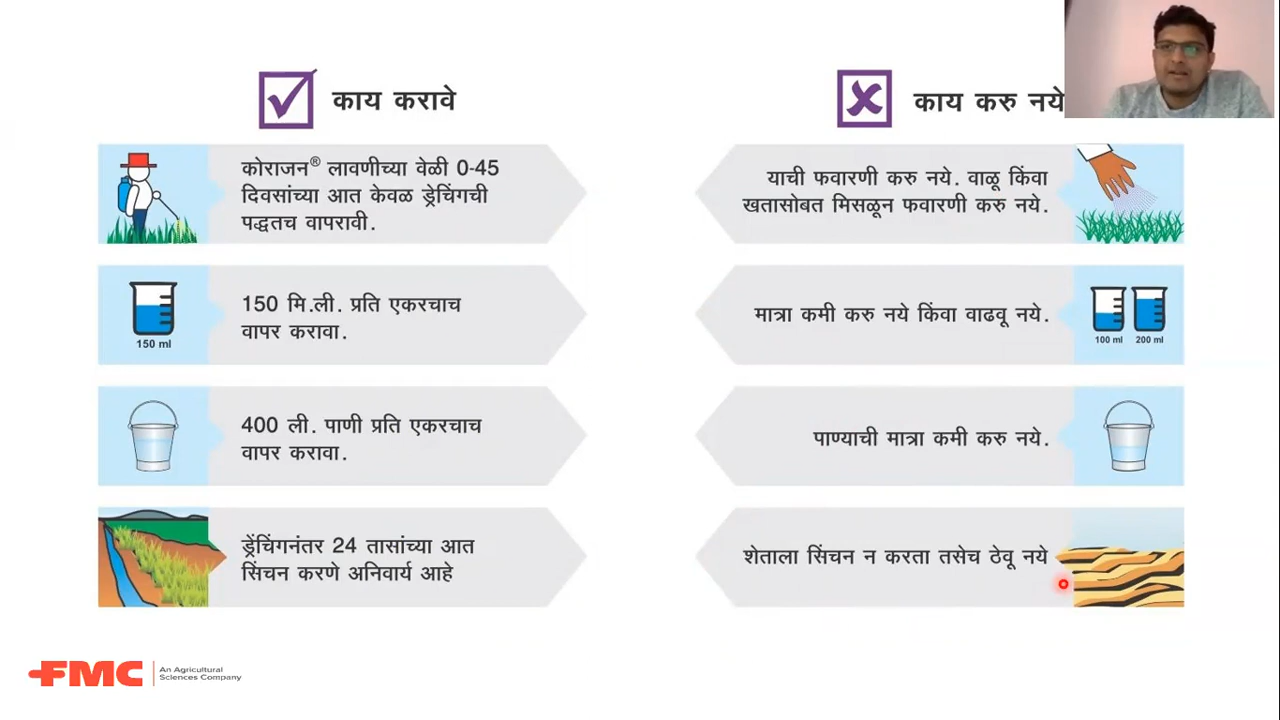 काय करावे
कोराजन® लावणीच्या वेळी 0-45
दिवसांच्या आत केवळ ड्रेचिंगची
पद्धतच वापरावी.
150 ml
150 मि.ली. प्रति एकरचाच
वापर करावा.
400 ली. पाणी प्रति एकरचाच
वापर करावा.
ड्रेंचिंगनंतर 24 तासांच्या आत
सिंचन करणे अनिवार्य आहे
काय करु नये
याची फवारणी करु नये. वाळू किंवा
खतासोबत मिसळून फवारणी करु नये.
मात्रा कमी करु नये किंवा वाढवू नये.
100 ml 200 ml
पाण्याची मात्रा कमी करु नये.
शेताला सिंचन न करता तसेच ठेवू नये
FMC
An Agricultural
Sciences Company